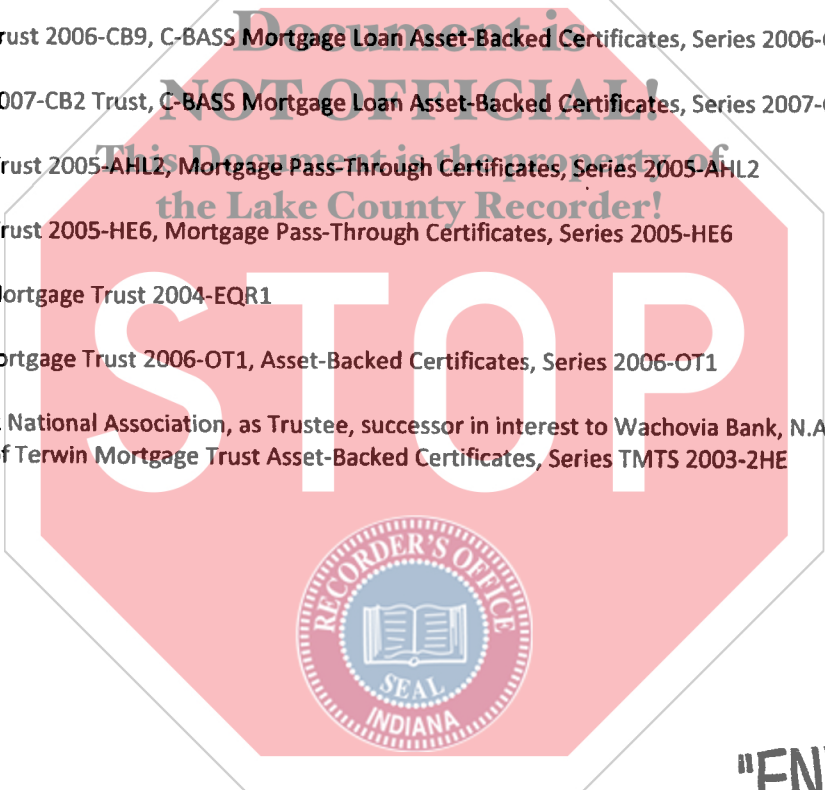 Document is
rust 2006-CB9, C-BASS Mortgage Loan Asset-Backed Certificates, Series 2006-
NOT OFFICIAL!
007-CB2 Trust, C-BASS Mortgage Loan Asset-Backed Certificates, Series 2007-
This Document is the property of
rust 2005-AHL2, Mortgage Pass-Through Certificates, Series 2005-AHL2
the Lake County Recorder!
rust 2005-HE6, Mortgage Pass-Through Certificates, Series 2005-HE6
ortgage Trust 2004-EQR1
STOP
ortgage Trust 2006-OT1, Asset-Backed Certificates, Series 2006-OT1
National Association, as Trustee, successor in interest to Wachovia Bank, N.A
f Terwin Mortgage Trust Asset-Backed Certificates, Series TMTS 2003-2HE
RECORDER'S OFFICE
SEAL
INDIANA
"EN